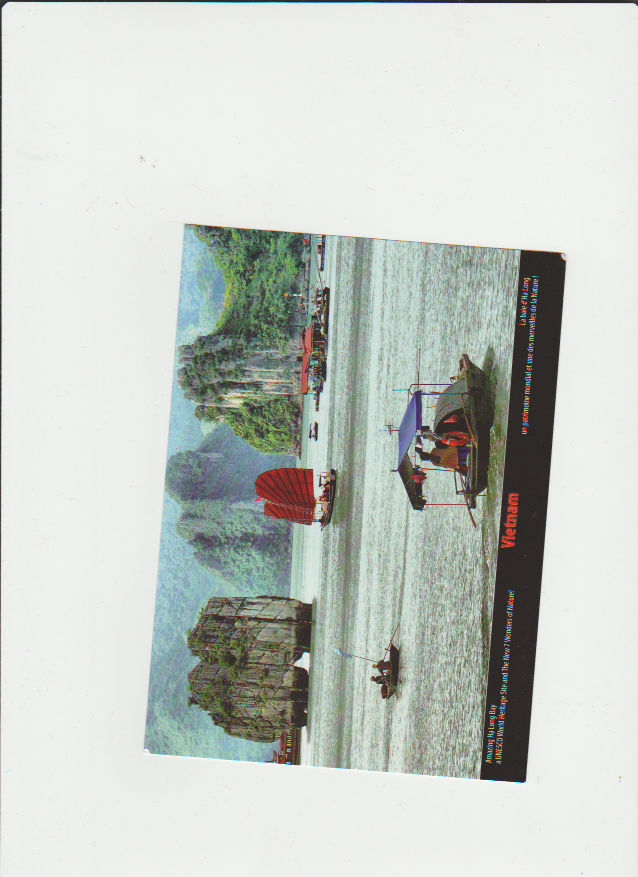 Amazing Ha Long Bay
a UNESCO World Heritage Site and The New 7 Wonders of Nature!
Vietnam
La baie d'Ha Long
un patrimoine mondial et une des merveilles de la Nature !